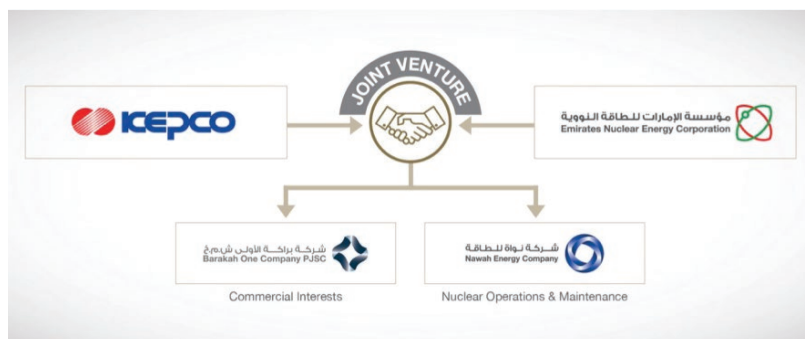 JOINT VENTURE
KEPCO
مؤسسة الإمارات للطاقة النووية
Emirates Nuclear Energy Corporation
شركة براكة الأولى ش.م.خ
Barakah One Company PJSC
شركة نواة للطاقة
Nawah Energy Company
Commercial Interests
Nuclear Operations & Maintenance